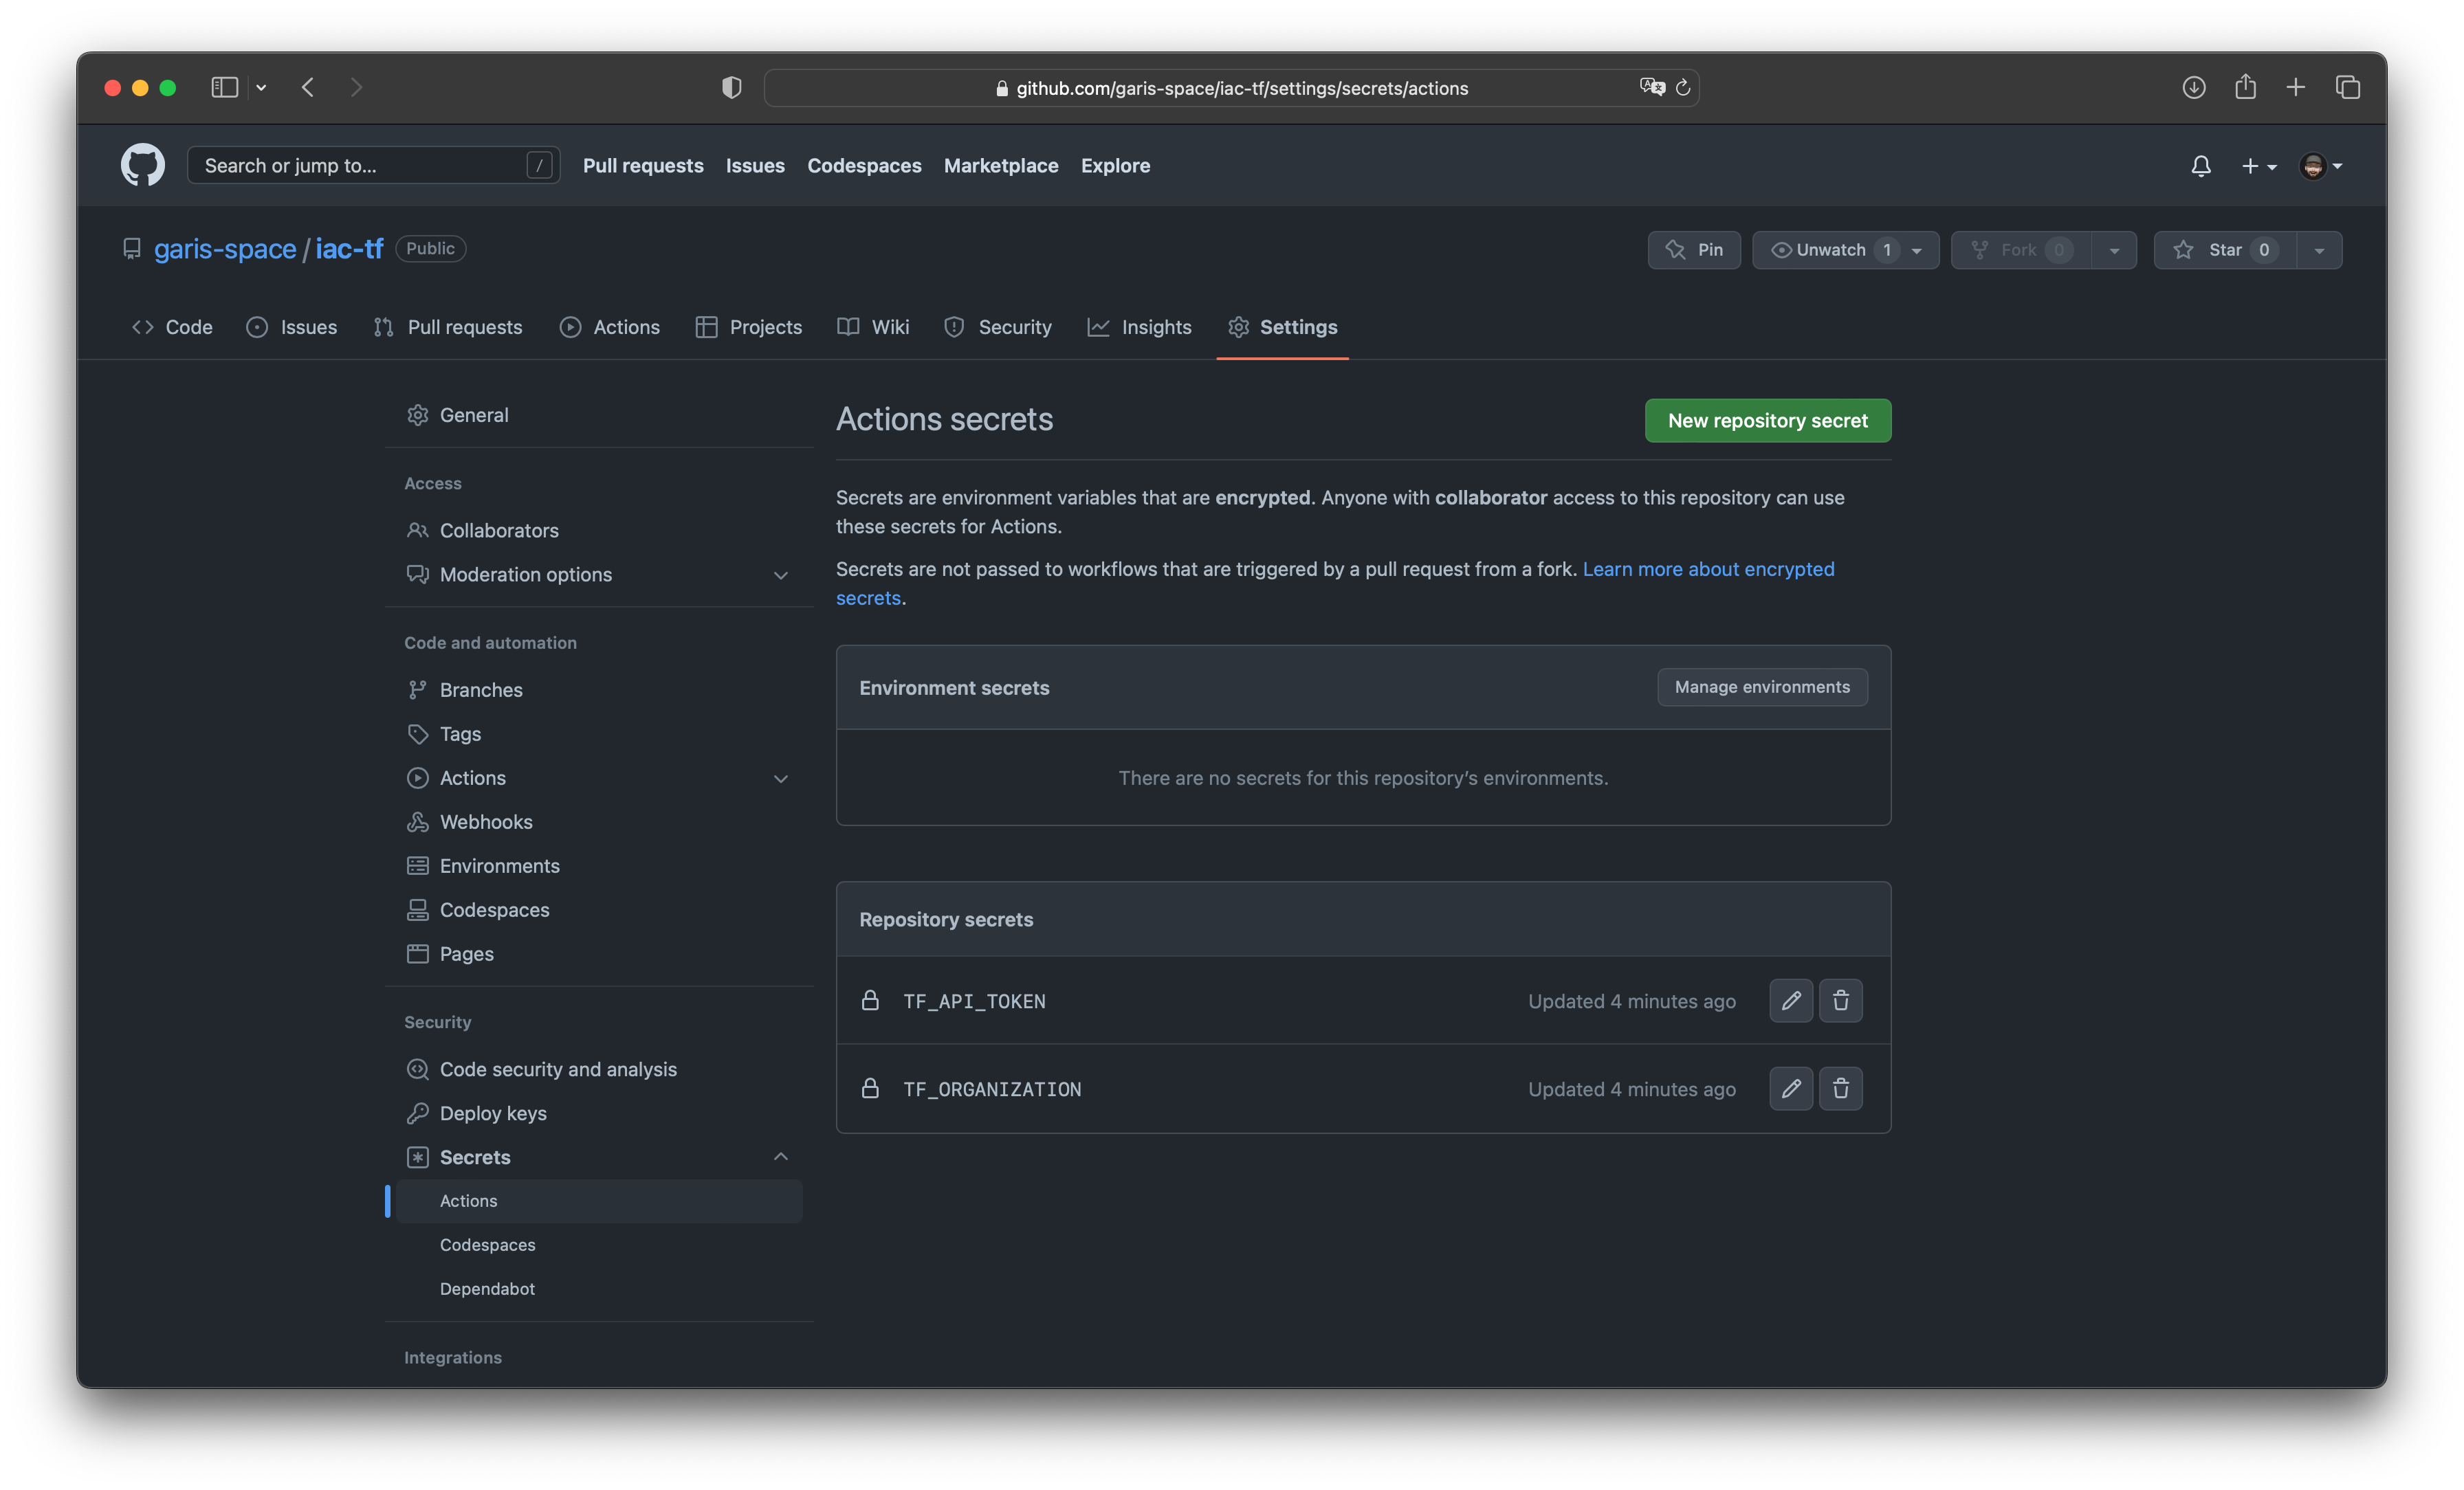 github.com/garis-space/iac-tf/settings/secrets/actions
Search or jump to... /
Pull requests Issues Codespaces Marketplace Explore
garis-space / iac-tf Public
Pin Unwatch 1 Fork 0 Star 0
Code Issues Pull requests Actions Projects Wiki Security Insights Settings
General
Access
Collaborators
Moderation options
Code and automation
Branches
Tags
Actions
Webhooks
Environments
Codespaces
Pages
Security
Code security and analysis
Deploy keys
Secrets
Actions
Codespaces
Dependabot
Integrations
Actions secrets
New repository secret
Secrets are environment variables that are encrypted. Anyone with collaborator access to this repository can use
these secrets for Actions.
Secrets are not passed to workflows that are triggered by a pull request from a fork. Learn more about encrypted
secrets.
Environment secrets
Manage environments
There are no secrets for this repository’s environments.
Repository secrets
TF_API_TOKEN Updated 4 minutes ago
TF_ORGANIZATION Updated 4 minutes ago